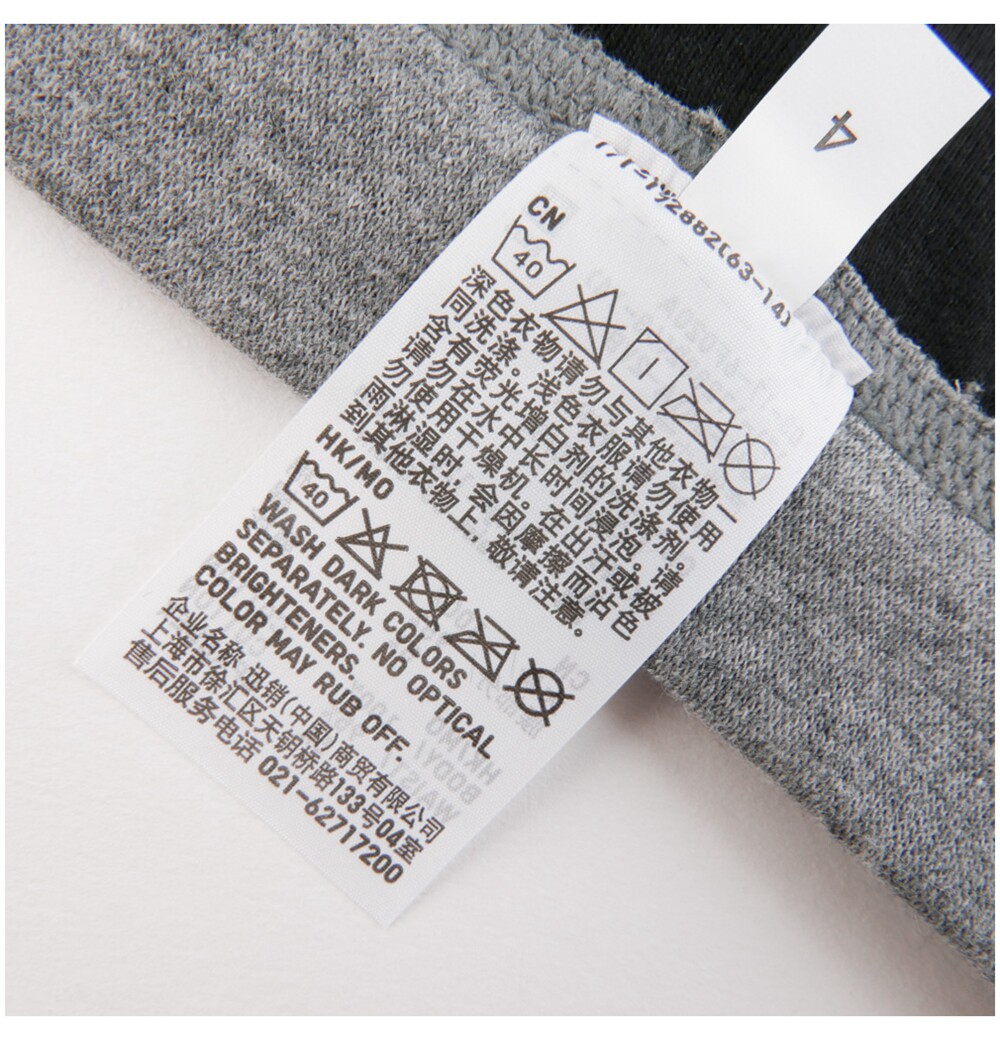 4
2882(63-14)
CN
40
深色衣物请勿与其他衣物一
同洗涤。浅色衣服请勿使用
含有荧光增白剂的洗涤剂。请
请勿在水中长时间浸泡。
勿使用干燥机。在出汗或被
雨淋湿时,会因摩擦而沾色
到其他衣物上,敬请注意。
HK/MO
40
WASH DARK COLORS
SEPARATELY. NO OPTICAL
BRIGHTENERS.
COLOR MAY RUB OFF.
企业名称 迅销(中国)商贸有限公司
上海市徐汇区天钥桥路133号04室
售后服务电话 021-62717200